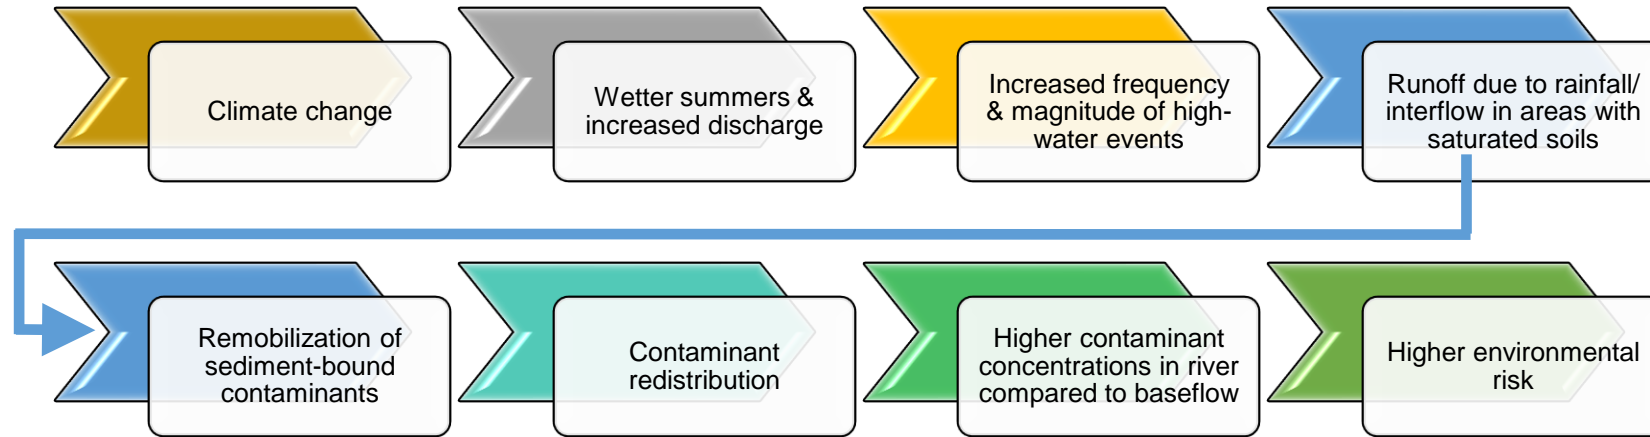 Climate change
Wetter summers &
increased discharge
Increased frequency
& magnitude of high-
water events
Runoff due to rainfall/
interflow in areas with
saturated soils
Remobilization of
sediment-bound
contaminants
Contaminant
redistribution
Higher contaminant
concentrations in river
compared to baseflow
Higher environmental
risk